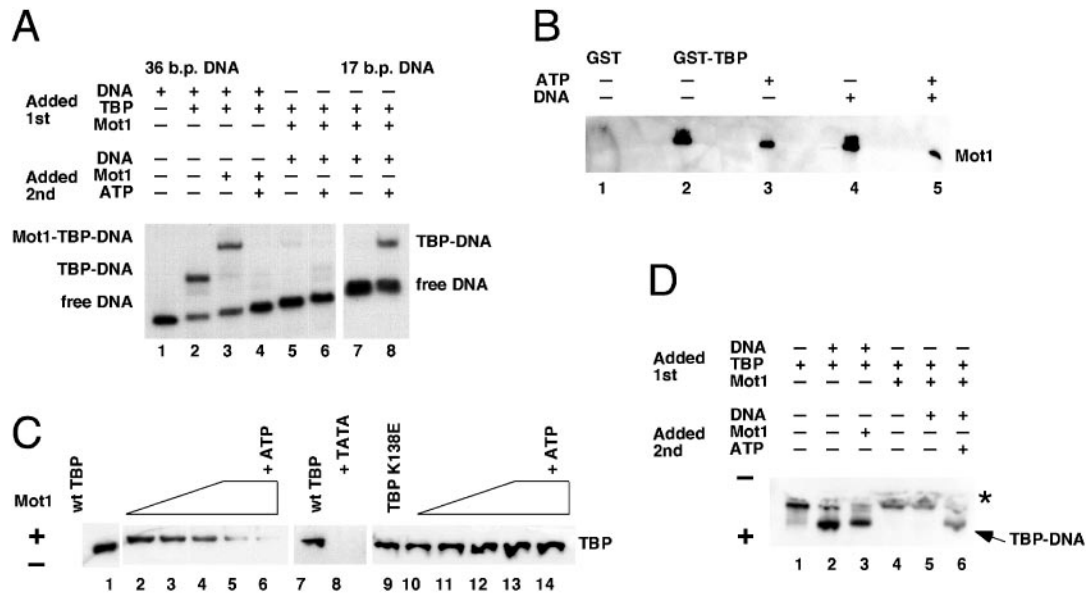 A
36 b.p. DNA 17 b.p. DNA
Added 1st
DNA + + + + − − − −
TBP − + + + + + + +
Mot1 − − − − + + + +
Added 2nd
DNA − − − − + + + +
Mot1 − − + + − − − −
ATP − − − + − + − +
Mot1-TBP-DNA
TBP-DNA
free DNA
TBP-DNA
free DNA
1 2 3 4 5 6 7 8
B
GST GST-TBP
ATP − − + − +
DNA − − − + +
Mot1
1 2 3 4 5
C
Mot1
wt TBP
+ ATP
wt TBP
+ TATA
TBP K138E
+ ATP
+
−
TBP
1 2 3 4 5 6 7 8 9 10 11 12 13 14
D
Added 1st
DNA − + + − − −
TBP + + + + + +
Mot1 − − − + + +
Added 2nd
DNA − − − − + +
Mot1 − − + − − −
ATP − − − − − +
−
*
+
TBP-DNA
1 2 3 4 5 6